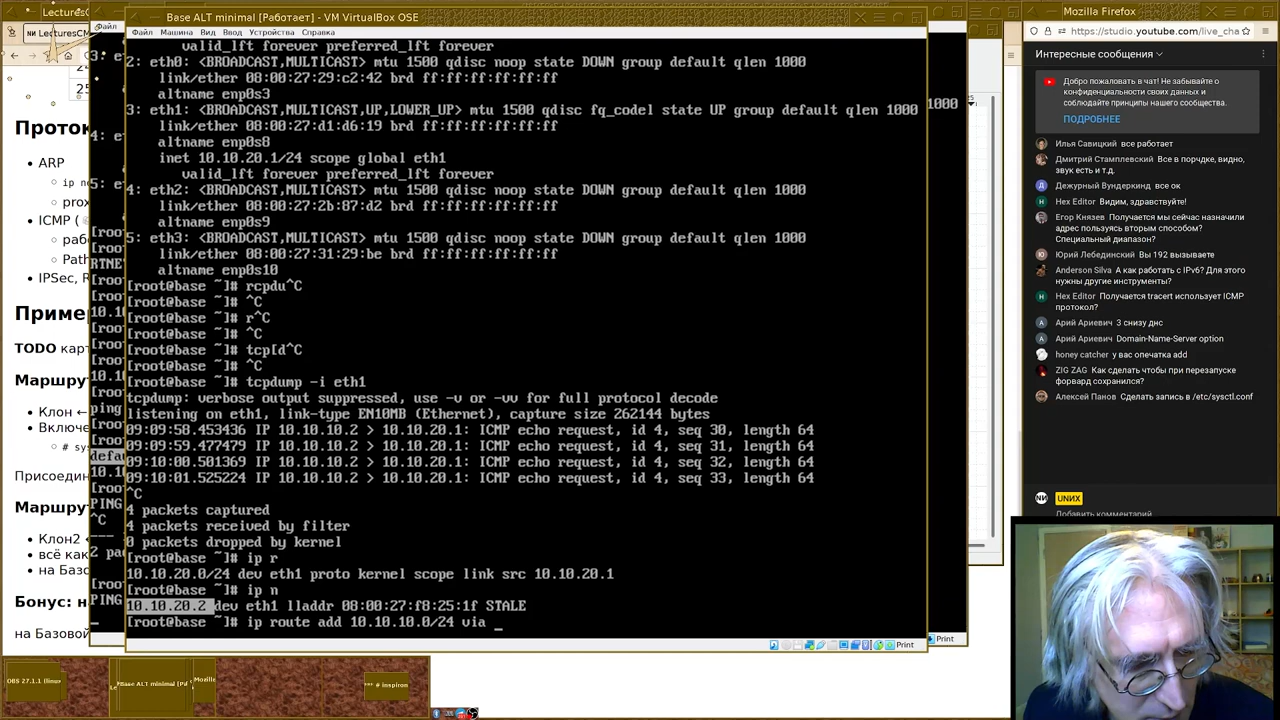 Base ALT minimal [Работает] - VM VirtualBox OSE
Файл Машина Вид Ввод Устройства Справка
valid_lft forever preferred_lft forever
2: eth0: <BROADCAST,MULTICAST> mtu 1500 qdisc noop state DOWN group default qlen 1000
link/ether 08:00:27:29:c2:42 brd ff:ff:ff:ff:ff:ff
altname enp0s3
3: eth1: <BROADCAST,MULTICAST,UP,LOWER_UP> mtu 1500 qdisc fq_codel state UP group default qlen 1000
link/ether 08:00:27:d1:d6:19 brd ff:ff:ff:ff:ff:ff
altname enp0s8
inet 10.10.20.1/24 scope global eth1
valid_lft forever preferred_lft forever
4: eth2: <BROADCAST,MULTICAST> mtu 1500 qdisc noop state DOWN group default qlen 1000
link/ether 08:00:27:2b:87:d2 brd ff:ff:ff:ff:ff:ff
altname enp0s9
5: eth3: <BROADCAST,MULTICAST> mtu 1500 qdisc noop state DOWN group default qlen 1000
link/ether 08:00:27:31:29:be brd ff:ff:ff:ff:ff:ff
altname enp0s10
[root@base ~]# rcpdu^C
[root@base ~]# ^C
[root@base ~]# r^C
[root@base ~]# ^C
[root@base ~]# tcp[d^C
[root@base ~]# ^C
[root@base ~]# tcpdump -i eth1
tcpdump: verbose output suppressed, use -v or -vv for full protocol decode
listening on eth1, link-type EN10MB (Ethernet), capture size 262144 bytes
09:09:58.453436 IP 10.10.10.2 > 10.10.20.1: ICMP echo request, id 4, seq 30, length 64
09:09:59.477479 IP 10.10.10.2 > 10.10.20.1: ICMP echo request, id 4, seq 31, length 64
09:10:00.501369 IP 10.10.10.2 > 10.10.20.1: ICMP echo request, id 4, seq 32, length 64
09:10:01.525224 IP 10.10.10.2 > 10.10.20.1: ICMP echo request, id 4, seq 33, length 64
^C
4 packets captured
4 packets received by filter
0 packets dropped by kernel
[root@base ~]# ip r
10.10.20.0/24 dev eth1 proto kernel scope link src 10.10.20.1
[root@base ~]# ip n
10.10.20.2 dev eth1 lladdr 08:00:27:f8:25:1f STALE
[root@base ~]# ip route add 10.10.10.0/24 via _
Print
1000
Print
LecturesCM
Прото
ARP
ICMP (
IPSec, R
Приме
TODO кар
Маршру
Клон ←
Включе
Присоедин
Маршру
Клон2
всё как
на Базо
Бонус: н
на Базовой
Mozilla Firefox
https://studio.youtube.com/live_cha
Интересные сообщения
Добро пожаловать в чат! Не забывайте о
конфиденциальности своих данных и
соблюдайте принципы нашего сообщества.
ПОДРОБНЕЕ
Илья Савицкий все работает
Дмитрий Стамплевский Все в порчде, видно,
звук есть и т.д.
Дежурный Вундеркинд все ок
Hex Editor Видим, здравствуйте!
Егор Князев Получается мы сейчас назначили
адрес пользуясь вторым способом?
Специальный диапазон?
Юрий Лебединский Вы 192 вызываете
Anderson Silva А как работать с IPv6? Для этого
нужны другие инструменты?
Hex Editor Получается tracert использует ICMP
протокол?
Арий Ариевич 3 снизу днс
Арий Ариевич Domain-Name-Server option
honey catcher у вас опечатка add
ZIG ZAG Как сделать чтобы при перезапуске
форвард сохранился?
Алексей Панов Сделать запись в /etc/sysctl.conf
UNИX
Добавить комментарий
OBS 27.1.1 (linux
*** # inspiron